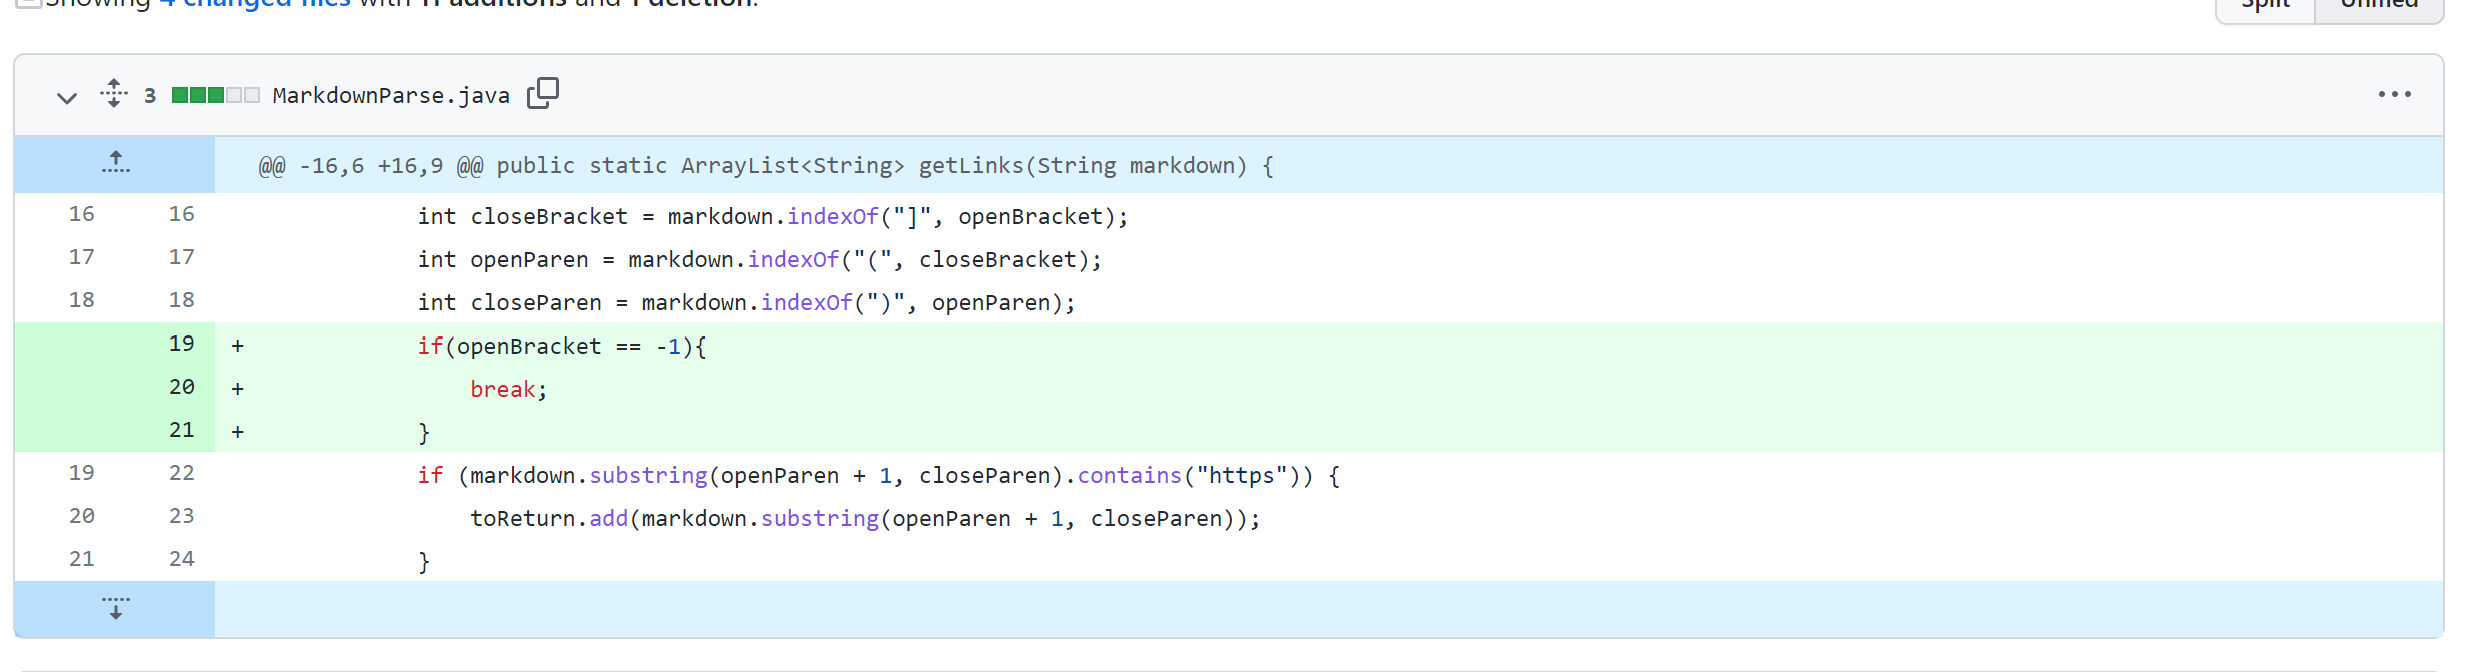 Showing 4 changed files with 11 additions and 1 deletion.
Split Unified
3 MarkdownParse.java
@@ -16,6 +16,9 @@ public static ArrayList<String> getLinks(String markdown) {
16 16 int closeBracket = markdown.indexOf("]", openBracket);
17 17 int openParen = markdown.indexOf("(", closeBracket);
18 18 int closeParen = markdown.indexOf(")", openParen);
19 + if(openBracket == -1){
20 + break;
21 + }
19 22 if (markdown.substring(openParen + 1, closeParen).contains("https")) {
20 23 toReturn.add(markdown.substring(openParen + 1, closeParen));
21 24 }